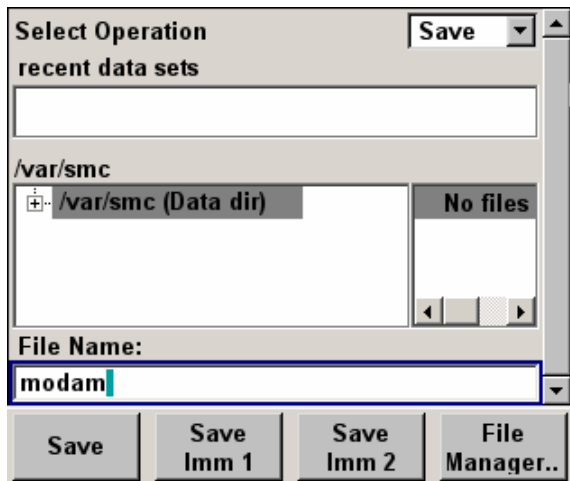 Select Operation Save
recent data sets
/var/smc
/var/smc (Data dir) No files
File Name:
modam
Save Save Imm 1 Save Imm 2 File Manager..